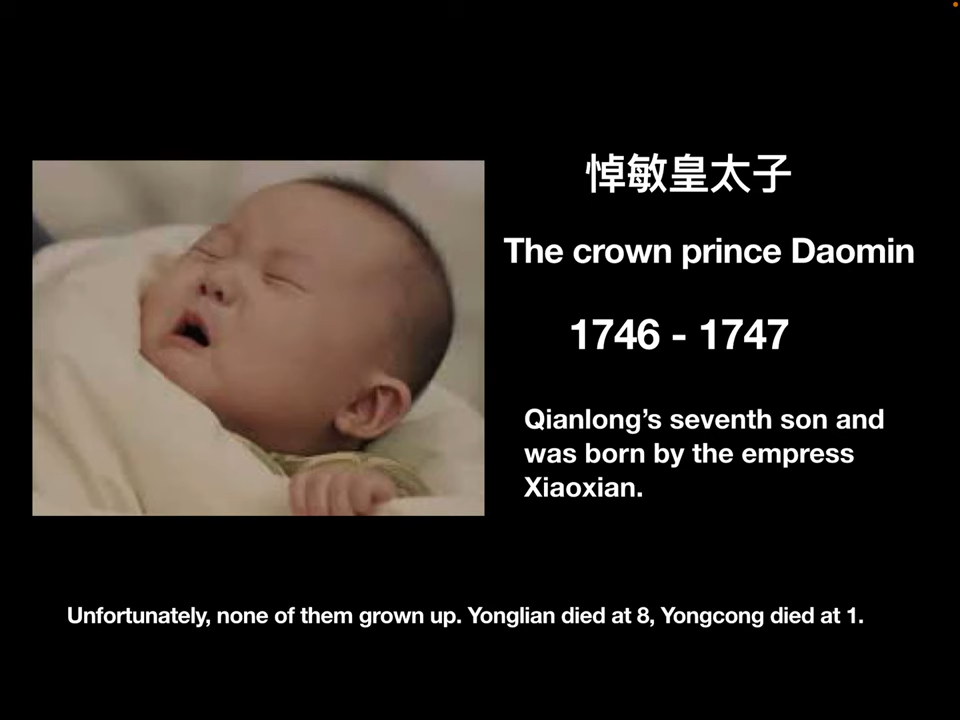 悼敏皇太子
The crown prince Daomin
1746 - 1747
Qianlong’s seventh son and
was born by the empress
Xiaoxian.
Unfortunately, none of them grown up. Yonglian died at 8, Yongcong died at 1.